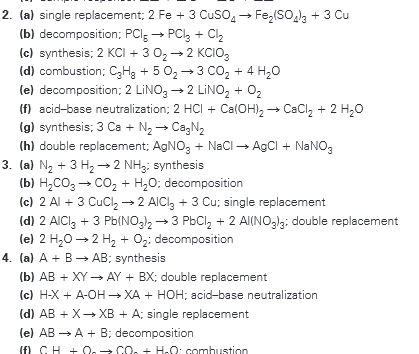 2. (a) single replacement; 2 Fe + 3 CuSO₄ → Fe₂(SO₄)₃ + 3 Cu
(b) decomposition; PCl₅ → PCl₃ + Cl₂
(c) synthesis; 2 KCl + 3 O₂ → 2 KClO₃
(d) combustion; C₃H₈ + 5 O₂ → 3 CO₂ + 4 H₂O
(e) decomposition; 2 LiNO₃ → 2 LiNO₂ + O₂
(f) acid–base neutralization; 2 HCl + Ca(OH)₂ → CaCl₂ + 2 H₂O
(g) synthesis; 3 Ca + N₂ → Ca₃N₂
(h) double replacement; AgNO₃ + NaCl → AgCl + NaNO₃
3. (a) N₂ + 3 H₂ → 2 NH₃; synthesis
(b) H₂CO₃ → CO₂ + H₂O; decomposition
(c) 2 Al + 3 CuCl₂ → 2 AlCl₃ + 3 Cu; single replacement
(d) 2 AlCl₃ + 3 Pb(NO₃)₂ → 3 PbCl₂ + 2 Al(NO₃)₃; double replacement
(e) 2 H₂O → 2 H₂ + O₂; decomposition
4. (a) A + B → AB; synthesis
(b) AB + XY → AY + BX; double replacement
(c) H-X + A-OH → XA + HOH; acid–base neutralization
(d) AB + X → XB + A; single replacement
(e) AB → A + B; decomposition
(f) C H + O₂ → CO₂ + H₂O; combustion